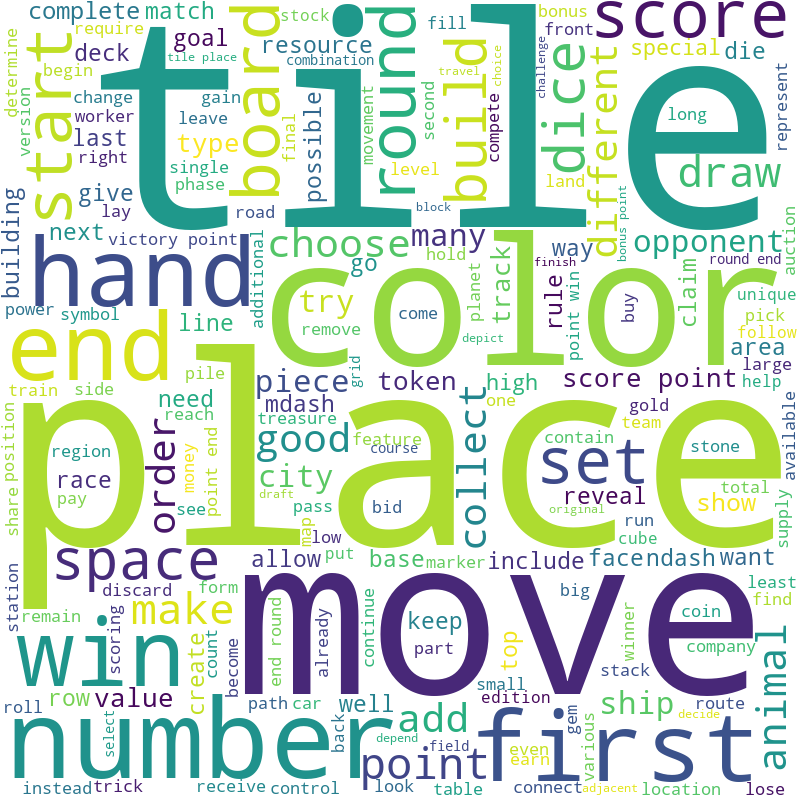 complete
match
stock
fill
bonus
front
score
require
deck
goal
resource
special
die
tile place
combination
travel
choice
challenge
begin
determine
version
start
tile
board
round
build
dice
different
represent
change
gain
worker
leave
last
type
right
single
phase
give
lay
final
possible
movement
second
level
compete
land
long
draw
road
block
building
next
victory point
hand
choose
many
way
opponent
bonus point
auction
additional
go
hold
finish
round end
planet
track
rule
point win
buy
claim
unique
power
symbol
line
try
color
come
pick
follow
remove
depict
end
grid
area
train
side
pile
piece
token
high
score point
large
help
need
mdash
one
gold
team
position
reach
treasure
order
good
feature
collect
contain
stone
available
region
place
course
set
race
money
point end
city
reveal
show
total
share
pay
see
draft
pass
bid
original
run
supply
map
low
cube
space
allow
put
base
marker
include
face
ndash
want
station
discard
form
big
least
find
make
move
remain
continue
keep
coin
scoring
create
count
end round
already
part
top
winner
company
win
become
small
stack
animal
row
value
path
car
well
edition
gem
ship
route
roll
number
select
back
add
first
various
decide
depend
field
point
even
earn
connect
location
instead
trick
receive
control
look
table
adjacent
lose